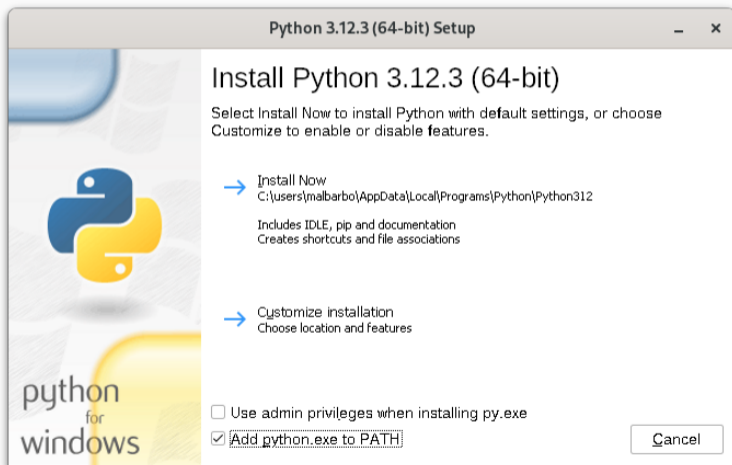 Python 3.12.3 (64-bit) Setup
Install Python 3.12.3 (64-bit)
Select Install Now to install Python with default settings, or choose
Customize to enable or disable features.
Install Now
C:\users\malbarbo\AppData\Local\Programs\Python\Python312
Includes IDLE, pip and documentation
Creates shortcuts and file associations
Customize installation
Choose location and features
python
for
windows
Use admin privileges when installing py.exe
Add python.exe to PATH
Cancel